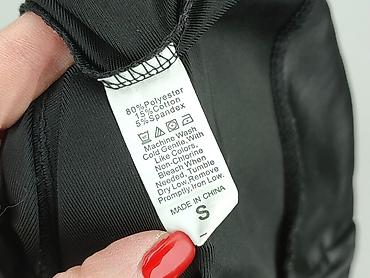 80%Polyester
15%Cotton
5%Spandex
Machine Wash
Cold Gentle.With
Like Colors.
Non-Chlorine
Bleach When
Needed, Tumble
Dry Low.Remove
Promptly.Iron Low.
MADE IN CHINA
S